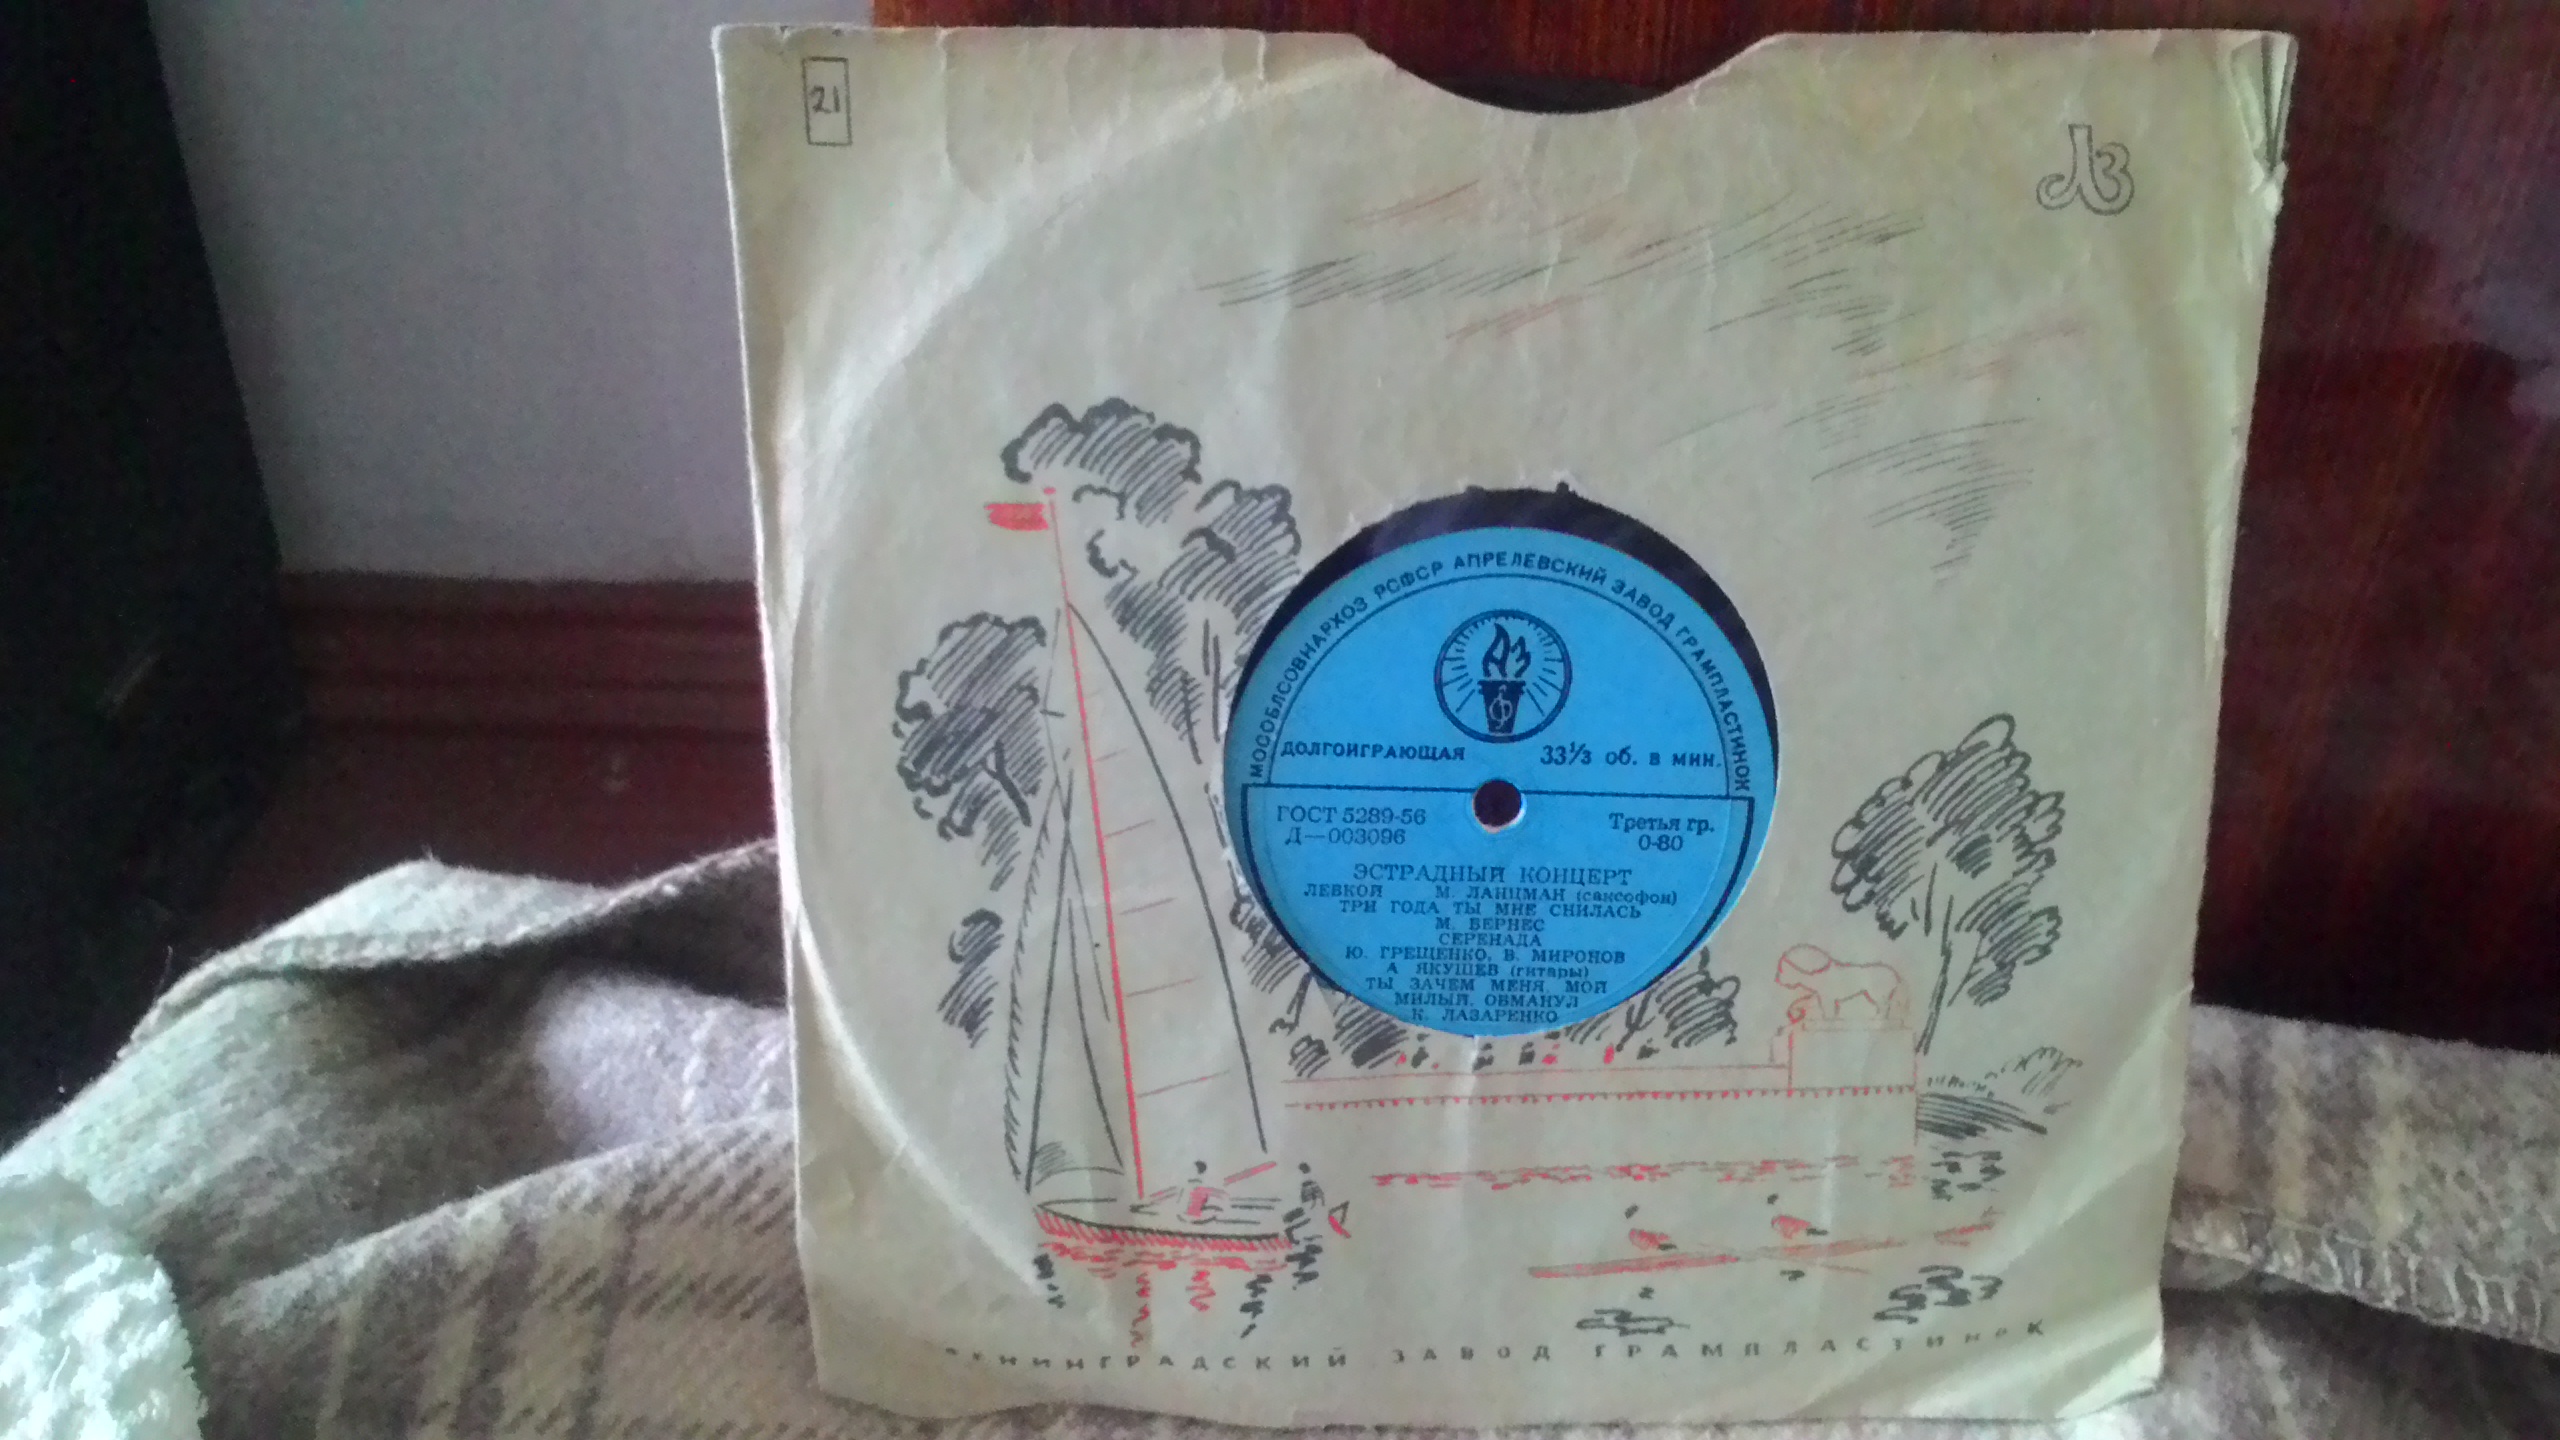 21
ЛЗ
МОСОБЛСОВНАРХОЗ РСФСР АПРЕЛЕВСКИЙ ЗАВОД ГРАМПЛАСТИНОК
АЗ
ДОЛГОИГРАЮЩАЯ 33⅓ об. в мин.
ГОСТ 5289-56 Третья гр.
Д—003096 0-80
ЭСТРАДНЫЙ КОНЦЕРТ
ЛЕВКОЙ М. ЛАНЦМАН (саксофон)
ТРИ ГОДА ТЫ МНЕ СНИЛАСЬ
М. БЕРНЕС
СЕРЕНАДА
Ю. ГРЕЩЕНКО, В. МИРОНОВ
А ЯКУШЕВ (гитары)
ТЫ ЗАЧЕМ МЕНЯ, МОЙ
МИЛЫЙ, ОБМАНУЛ
К. ЛАЗАРЕНКО
ЛЕНИНГРАДСКИЙ ЗАВОД ГРАМПЛАСТИНОК